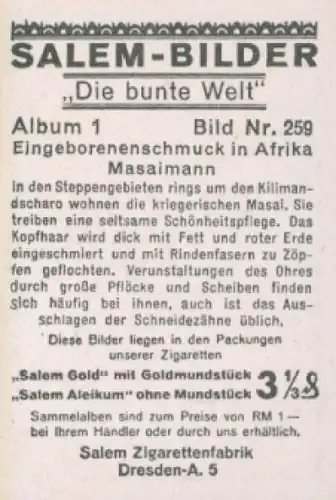 SALEM-BILDER
„Die bunte Welt"
Album 1 Bild Nr. 259
Eingeborenenschmuck in Afrika
Masaimann
In den Steppengebieten rings um den Kiliman-
dscharo wohnen die kriegerischen Masai. Sie
treiben eine seltsame Schönheitspflege. Das
Kopfhaar wird dick mit Fett und roter Erde
eingeschmiert und mit Rindenfasern zu Zöp-
fen geflochten. Verunstaltungen des Ohres
durch große Pflöcke und Scheiben finden
sich häufig bei ihnen, auch ist das Aus-
schlagen der Schneidezähne üblich.
Diese Bilder liegen in den Packungen
unserer Zigaretten
„Salem Gold" mit Goldmundstück
„Salem Aleikum" ohne Mundstück 3 ⅓ ₰
Sammelalben sind zum Preise von RM 1—
bei Ihrem Händler oder durch uns erhältlich.
Salem Zigarettenfabrik
Dresden-A. 5